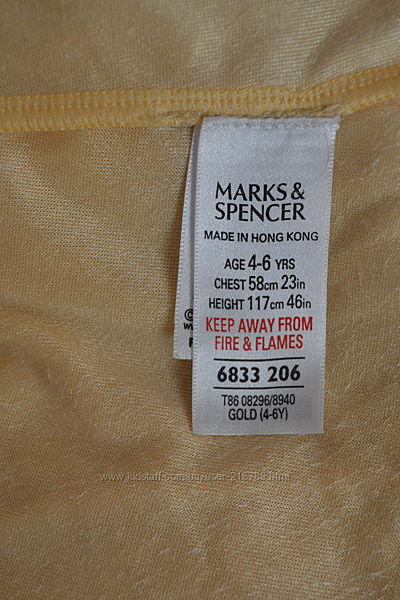 MARKS &
SPENCER
MADE IN HONG KONG
AGE 4-6 YRS
CHEST 58cm 23in
HEIGHT 117cm 46in
KEEP AWAY FROM
FIRE & FLAMES
6833 206
T86 08296/8940
GOLD (4-6Y)
©